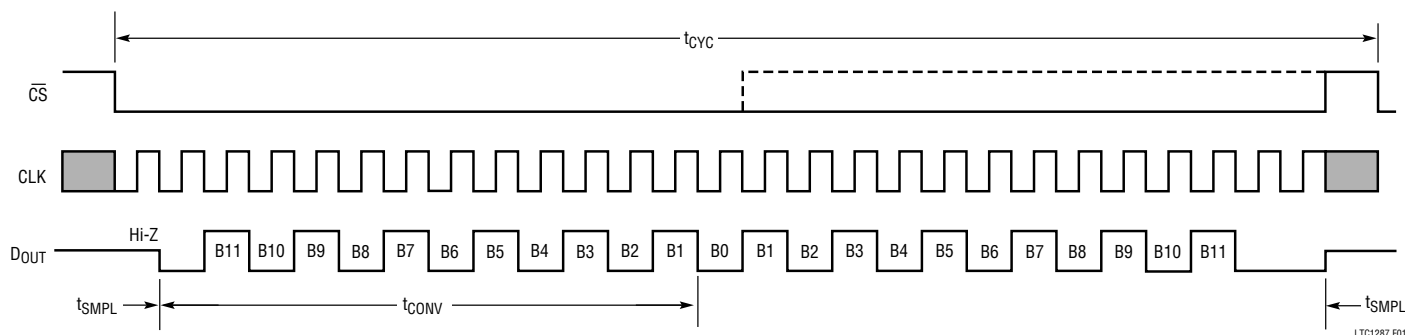 tCYC
CS
CLK
Hi-Z
DOUT
B11 B10 B9 B8 B7 B6 B5 B4 B3 B2 B1 B0 B1 B2 B3 B4 B5 B6 B7 B8 B9 B10 B11
tSMPL tCONV tSMPL
LTC1287 F01